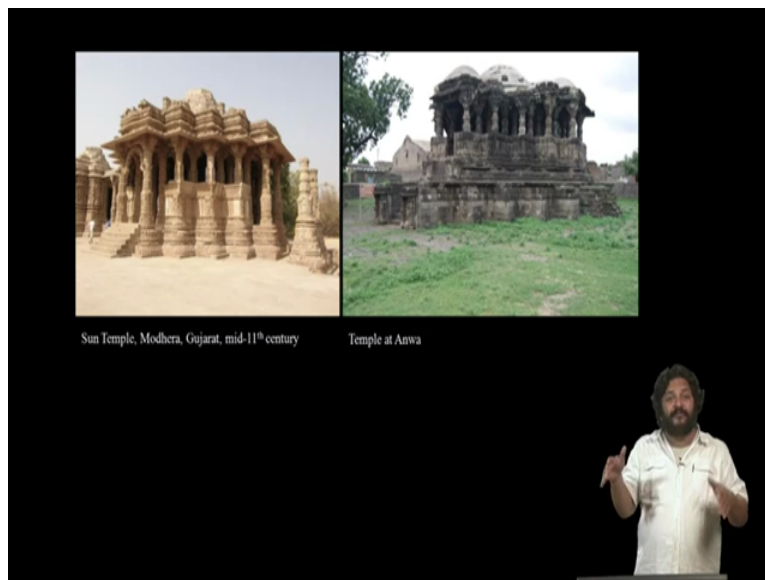 Sun Temple, Modhera, Gujarat, mid-11th century
Temple at Anwa